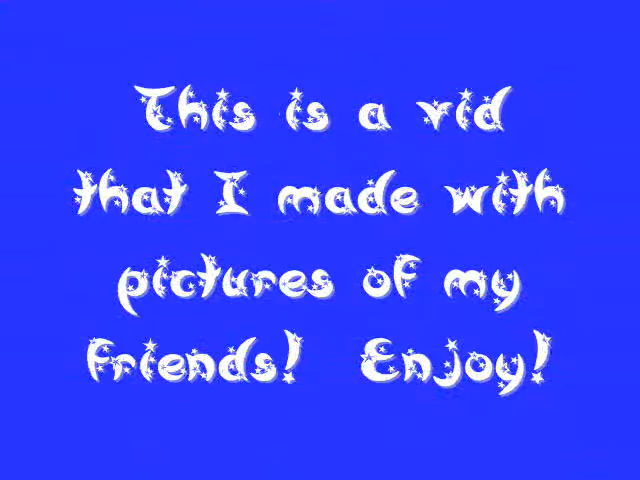 This is a vid
that I made with
pictures of my
friends! Enjoy!